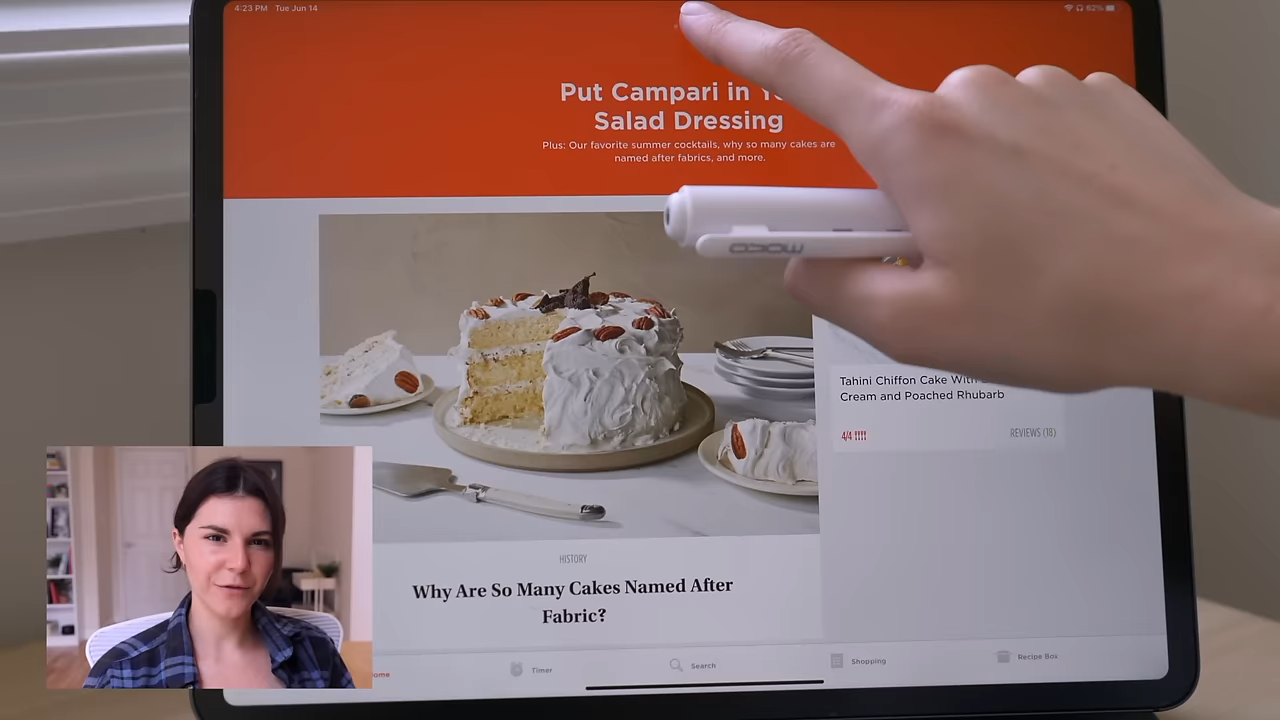 4:23 PM Tue Jun 14
62%
Put Campari in
Salad Dressing
Plus: Our favorite summer cocktails, why so many cakes are
named after fabrics, and more.
Tahini Chiffon Cake With
Cream and Poached Rhubarb
4/4
REVIEWS (18)
HISTORY
Why Are So Many Cakes Named After
Fabric?
Timer
Search
Shopping
Recipe Box